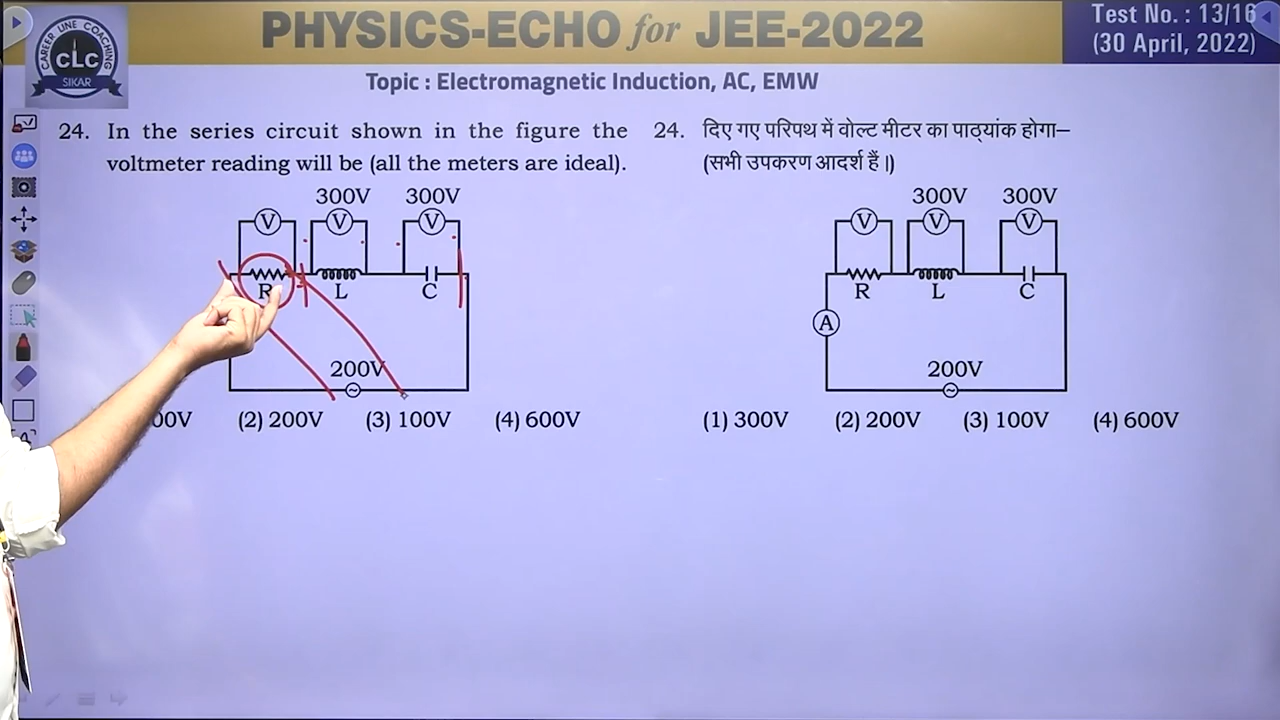 PHYSICS-ECHO for JEE-2022
Test No. : 13/16
(30 April, 2022)
CAREER LINE COACHING
CLC
SIKAR
Topic : Electromagnetic Induction, AC, EMW
24. In the series circuit shown in the figure the
voltmeter reading will be (all the meters are ideal).
300V 300V
V V V
R L C
200V
00V (2) 200V (3) 100V (4) 600V
24. दिए गए परिपथ में वोल्ट मीटर का पाठ्यांक होगा–
(सभी उपकरण आदर्श हैं।)
300V 300V
V V V
R L C
A
200V
(1) 300V (2) 200V (3) 100V (4) 600V